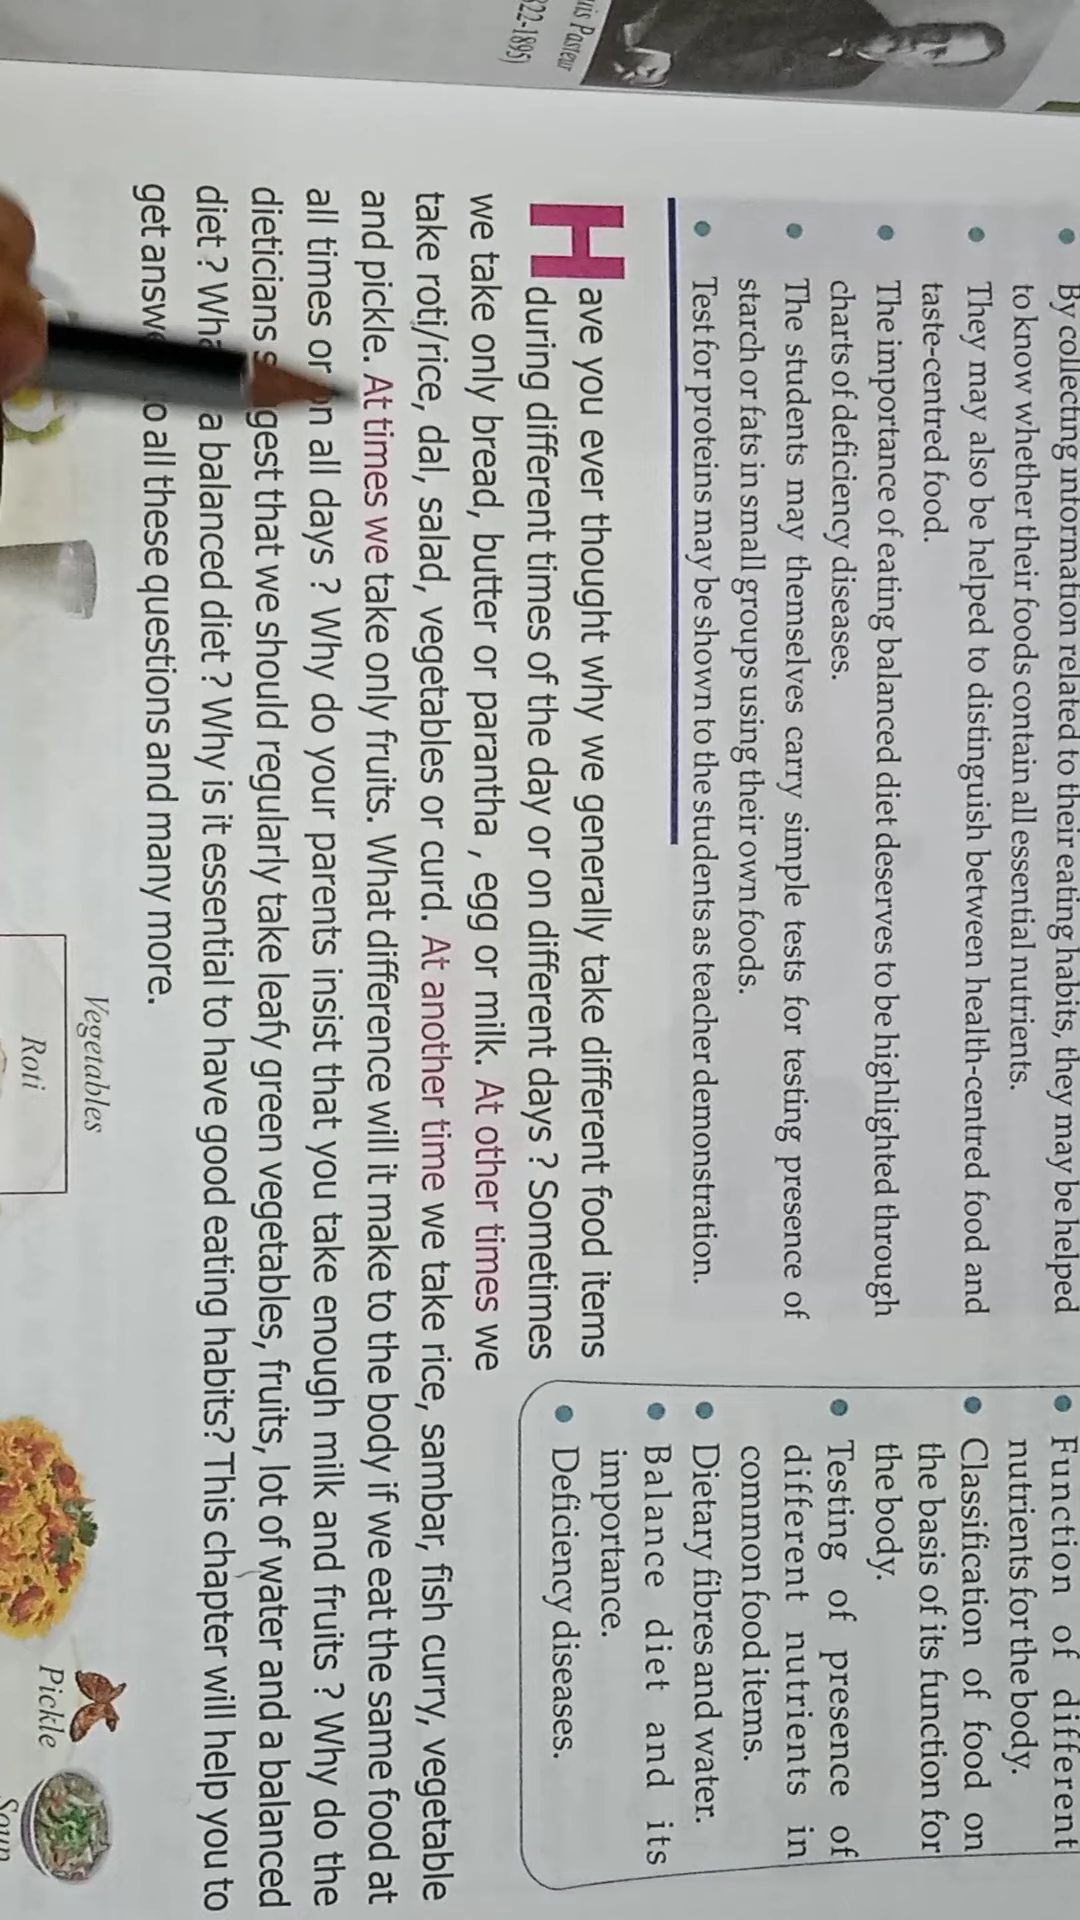 uis Pasteur
822-1895)
By collecting information related to their eating habits, they may be helped
to know whether their foods contain all essential nutrients.
They may also be helped to distinguish between health-centred food and
taste-centred food.
The importance of eating balanced diet deserves to be highlighted through
charts of deficiency diseases.
The students may themselves carry simple tests for testing presence of
starch or fats in small groups using their own foods.
Test for proteins may be shown to the students as teacher demonstration.
Function of different
nutrients for the body.
Classification of food on
the basis of its function for
the body.
Testing of presence of
different nutrients in
common food items.
Dietary fibres and water.
Balance diet and its
importance.
Deficiency diseases.
Have you ever thought why we generally take different food items
during different times of the day or on different days ? Sometimes
we take only bread, butter or parantha , egg or milk. At other times we
take roti/rice, dal, salad, vegetables or curd. At another time we take rice, sambar, fish curry, vegetable
and pickle. At times we take only fruits. What difference will it make to the body if we eat the same food at
all times or on all days ? Why do your parents insist that you take enough milk and fruits ? Why do the
dieticians gest that we should regularly take leafy green vegetables, fruits, lot of water and a balanced
diet ? a balanced diet ? Why is it essential to have good eating habits? This chapter will help you to
get answe to all these questions and many more.
Vegetables
Roti
Pickle
Soup